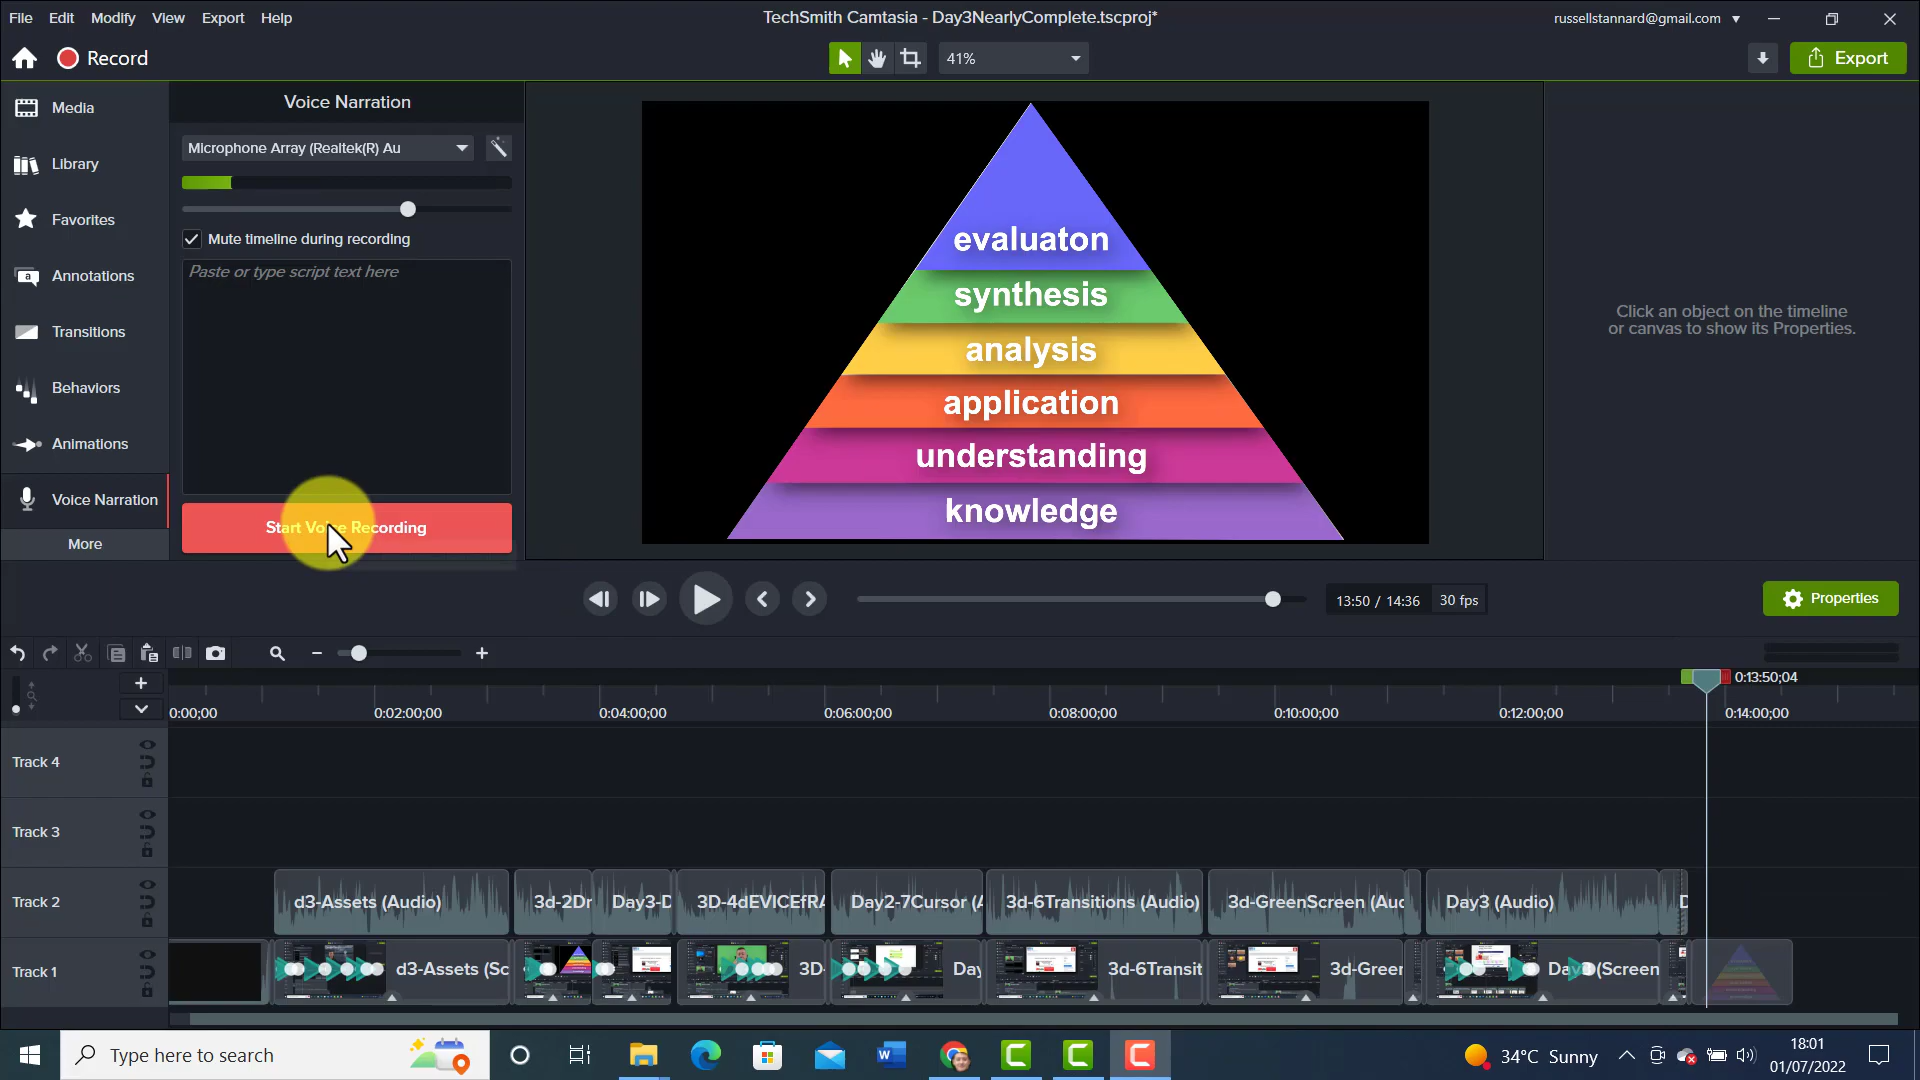 File Edit Modify View Export Help
TechSmith Camtasia - Day3NearlyComplete.tscproj*
russellstannard@gmail.com
Record
41%
Export
Media
Library
Favorites
Annotations
Transitions
Behaviors
Animations
Voice Narration
More
Voice Narration
Microphone Array (Realtek(R) Au
Mute timeline during recording
Paste or type script text here
Start Voice Recording
evaluaton
synthesis
analysis
application
understanding
knowledge
Click an object on the timeline
or canvas to show its Properties.
13:50 / 14:36 30 fps
Properties
0:13:50;04
0:00;00 0:02:00;00 0:04:00;00 0:06:00;00 0:08:00;00 0:10:00;00 0:12:00;00 0:14:00;00
Track 4
Track 3
Track 2
d3-Assets (Audio) 3d-2Dr Day3-D 3D-4dEVICEfRA Day2-7Cursor (A 3d-6Transitions (Audio) 3d-GreenScreen (Aud Day3 (Audio) D
Track 1
d3-Assets (Sc 3D- Day 3d-6Transit 3d-Green (Screen
Type here to search
34°C Sunny
18:01
01/07/2022